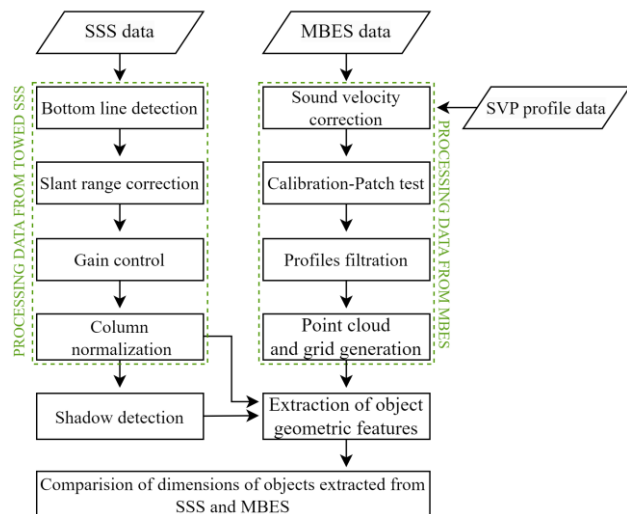 SSS data
MBES data
Bottom line detection
Sound velocity
correction
SVP profile data
Slant range correction
Calibration-Patch test
Gain control
Profiles filtration
Column
normalization
Point cloud
and grid generation
PROCESSING DATA FROM TOWED SSS
PROCESSING DATA FROM MBES
Shadow detection
Extraction of object
geometric features
Comparision of dimensions of objects extracted from
SSS and MBES